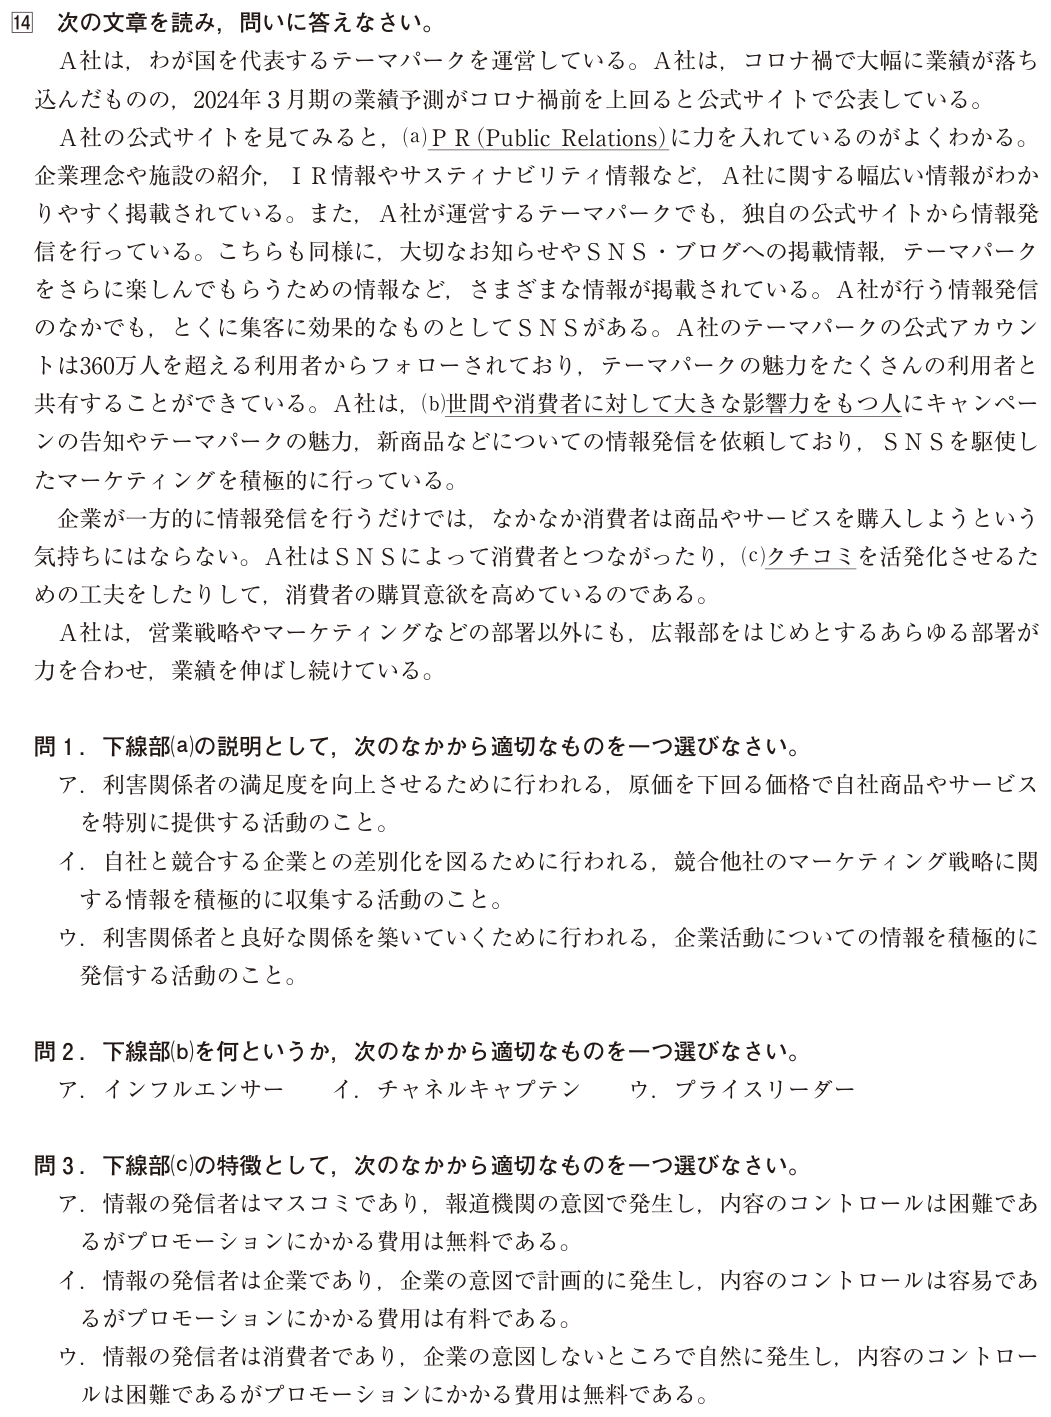 14 次の文章を読み，問いに答えなさい。
Ａ社は，わが国を代表するテーマパークを運営している。Ａ社は，コロナ禍で大幅に業績が落ち
込んだものの，2024年３月期の業績予測がコロナ禍前を上回ると公式サイトで公表している。
Ａ社の公式サイトを見てみると，(a)ＰＲ(Public Relations)に力を入れているのがよくわかる。
企業理念や施設の紹介，ＩＲ情報やサスティナビリティ情報など，Ａ社に関する幅広い情報がわか
りやすく掲載されている。また，Ａ社が運営するテーマパークでも，独自の公式サイトから情報発
信を行っている。こちらも同様に，大切なお知らせやＳＮＳ・ブログへの掲載情報，テーマパーク
をさらに楽しんでもらうための情報など，さまざまな情報が掲載されている。Ａ社が行う情報発信
のなかでも，とくに集客に効果的なものとしてＳＮＳがある。Ａ社のテーマパークの公式アカウン
トは360万人を超える利用者からフォローされており，テーマパークの魅力をたくさんの利用者と
共有することができている。Ａ社は，(b)世間や消費者に対して大きな影響力をもつ人にキャンペー
ンの告知やテーマパークの魅力，新商品などについての情報発信を依頼しており，ＳＮＳを駆使し
たマーケティングを積極的に行っている。
企業が一方的に情報発信を行うだけでは，なかなか消費者は商品やサービスを購入しようという
気持ちにはならない。Ａ社はＳＮＳによって消費者とつながったり，(c)クチコミを活発化させるた
めの工夫をしたりして，消費者の購買意欲を高めているのである。
Ａ社は，営業戦略やマーケティングなどの部署以外にも，広報部をはじめとするあらゆる部署が
力を合わせ，業績を伸ばし続けている。
問１．下線部(a)の説明として，次のなかから適切なものを一つ選びなさい。
ア．利害関係者の満足度を向上させるために行われる，原価を下回る価格で自社商品やサービス
を特別に提供する活動のこと。
イ．自社と競合する企業との差別化を図るために行われる，競合他社のマーケティング戦略に関
する情報を積極的に収集する活動のこと。
ウ．利害関係者と良好な関係を築いていくために行われる，企業活動についての情報を積極的に
発信する活動のこと。
問２．下線部(b)を何というか，次のなかから適切なものを一つ選びなさい。
ア．インフルエンサー　イ．チャネルキャプテン　ウ．プライスリーダー
問３．下線部(c)の特徴として，次のなかから適切なものを一つ選びなさい。
ア．情報の発信者はマスコミであり，報道機関の意図で発生し，内容のコントロールは困難であ
るがプロモーションにかかる費用は無料である。
イ．情報の発信者は企業であり，企業の意図で計画的に発生し，内容のコントロールは容易であ
るがプロモーションにかかる費用は有料である。
ウ．情報の発信者は消費者であり，企業の意図しないところで自然に発生し，内容のコントロー
ルは困難であるがプロモーションにかかる費用は無料である。